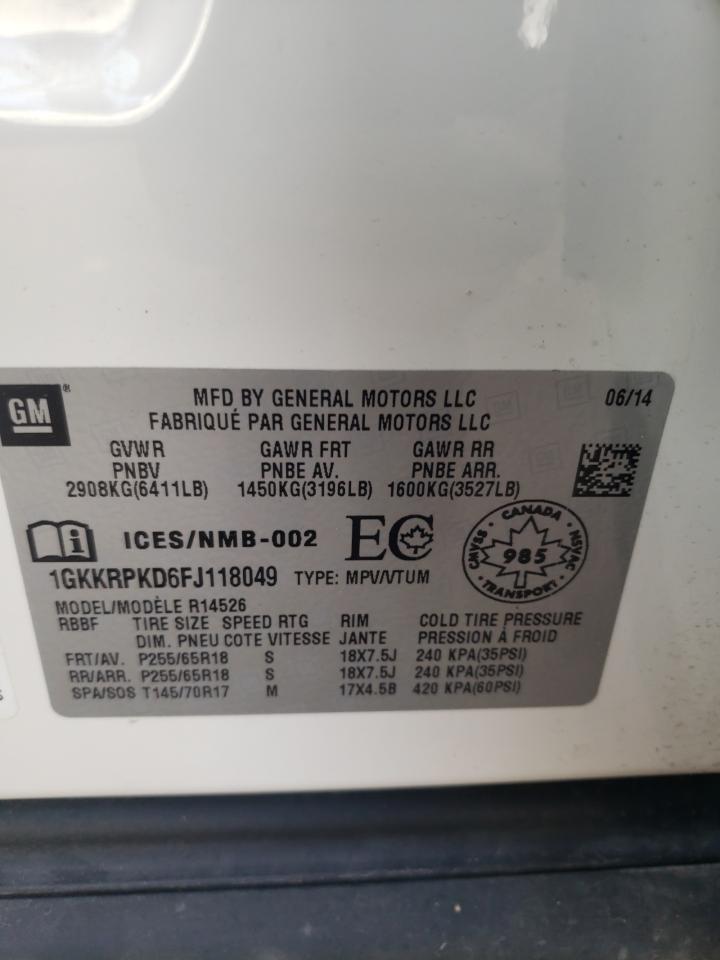 GM®
MFD BY GENERAL MOTORS LLC 06/14
FABRIQUÉ PAR GENERAL MOTORS LLC
GVWR GAWR FRT GAWR RR
PNBV PNBE AV. PNBE ARR.
2908KG(6411LB) 1450KG(3196LB) 1600KG(3527LB)
i ICES/NMB-002 EC
CANADA
CMVSS 985 NSVAC
TRANSPORT
1GKKRPKD6FJ118049 TYPE: MPV/VTUM
MODEL/MODÈLE R14526
RBBF TIRE SIZE SPEED RTG RIM COLD TIRE PRESSURE
DIM. PNEU COTE VITESSE JANTE PRESSION À FROID
FRT/AV. P255/65R18 S 18X7.5J 240 KPA(35PSI)
RR/ARR. P255/65R18 S 18X7.5J 240 KPA(35PSI)
SPA/SOS T145/70R17 M 17X4.5B 420 KPA(60PSI)